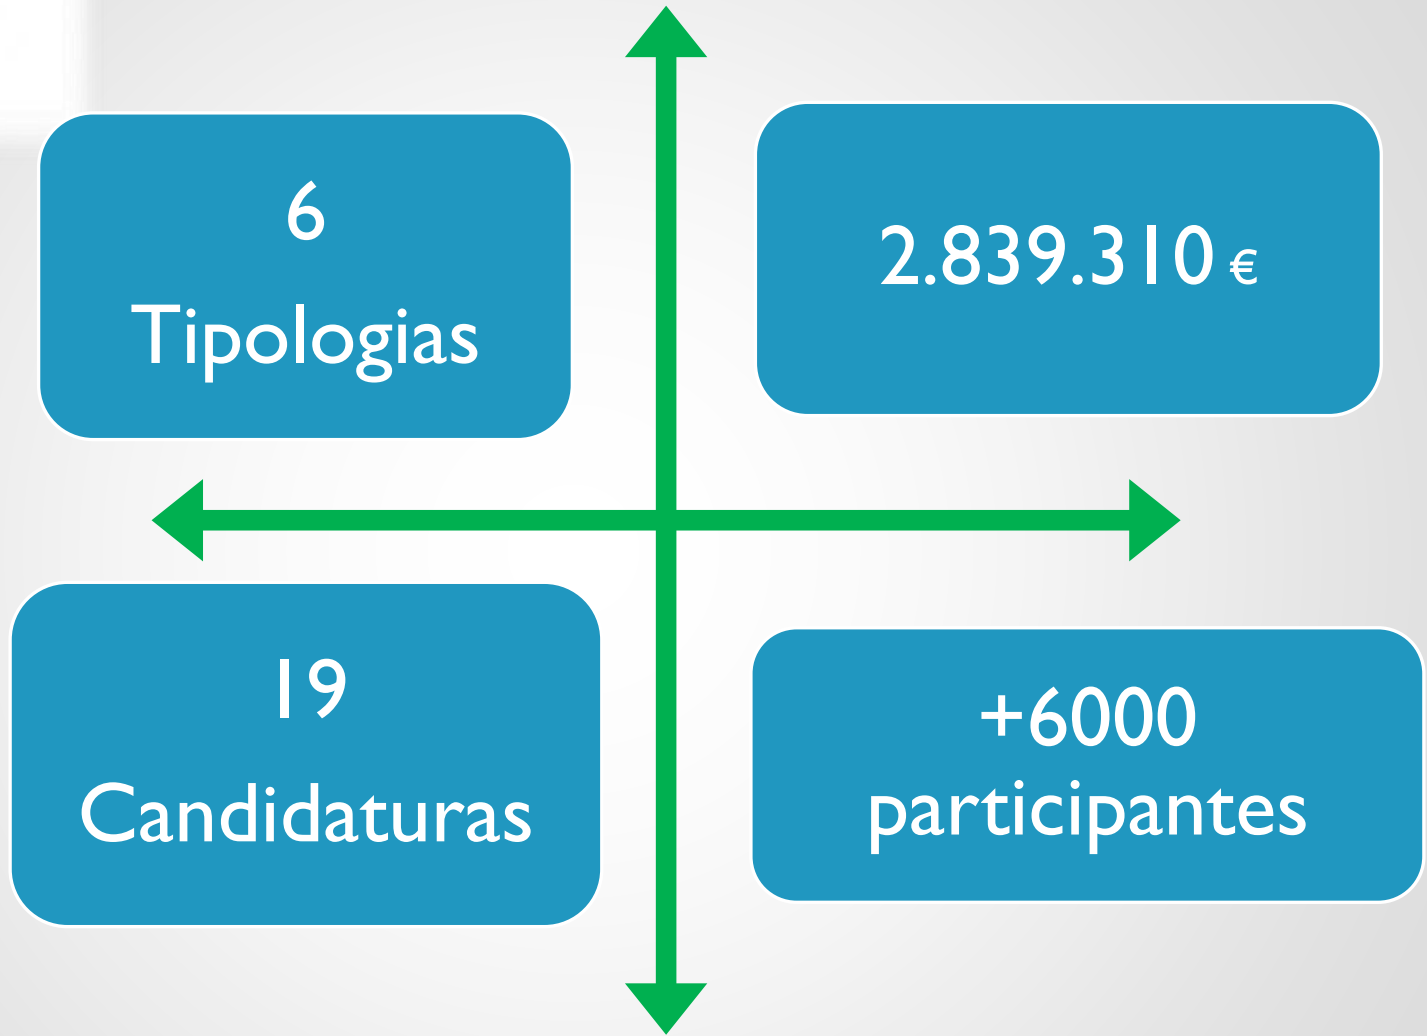 6
Tipologias
2.839.310 €
19
Candidaturas
+6000
participantes